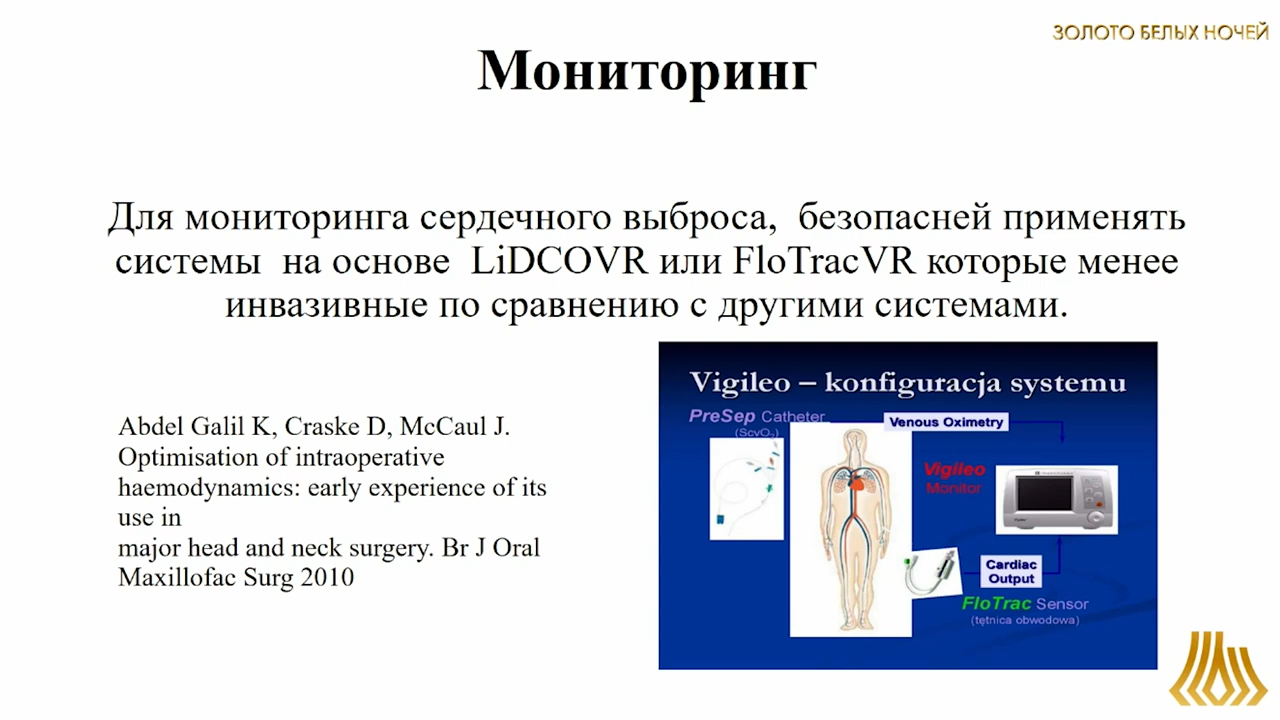 ЗОЛОТО БЕЛЫХ НОЧЕЙ
Мониторинг
Для мониторинга сердечного выброса, безопасней применять
системы на основе LiDCOVR или FloTracVR которые менее
инвазивные по сравнению с другими системами.
Abdel Galil K, Craske D, McCaul J.
Optimisation of intraoperative
haemodynamics: early experience of its
use in
major head and neck surgery. Br J Oral
Maxillofac Surg 2010
Vigileo – konfiguracja systemu
PreSep Catheter
(ScvO₂)
Venous Oximetry
Vigileo
Monitor
Cardiac
Output
FloTrac Sensor
(tętnica obwodowa)